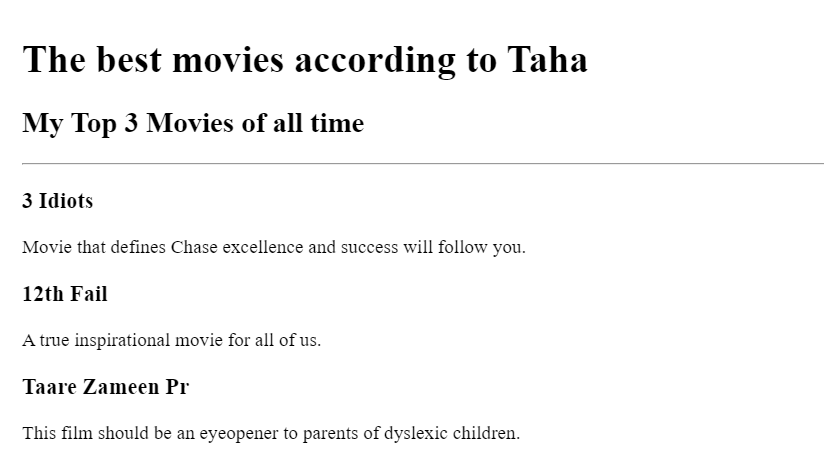 The best movies according to Taha
My Top 3 Movies of all time
3 Idiots
Movie that defines Chase excellence and success will follow you.
12th Fail
A true inspirational movie for all of us.
Taare Zameen Pr
This film should be an eyeopener to parents of dyslexic children.